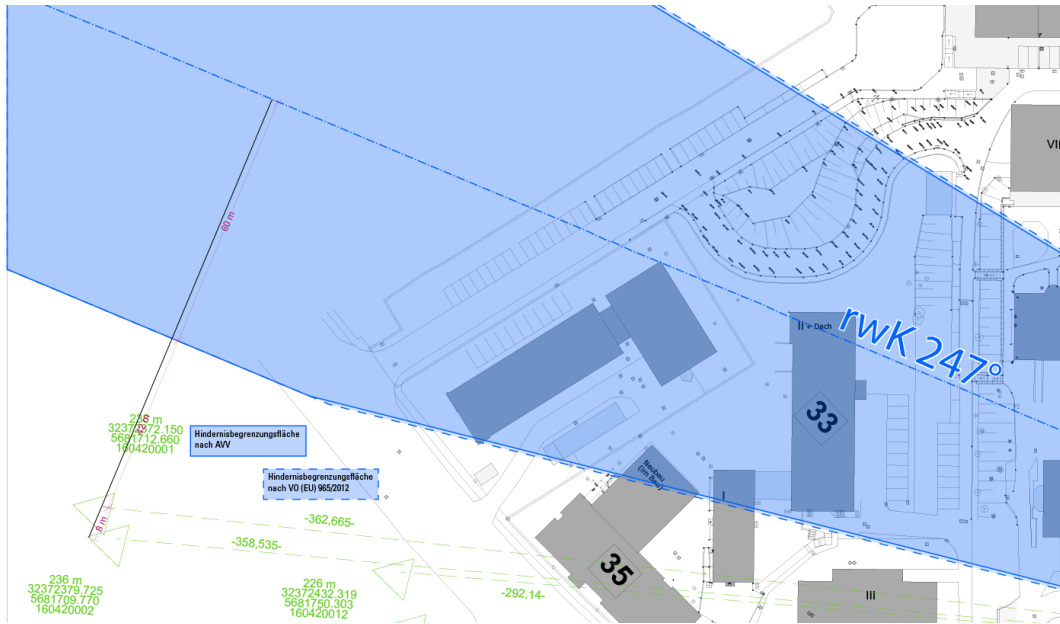 VI
60 m
rwK 247°
II + Dach
33
32372372.150
5681712.660
160420001
Hindernisbegrenzungsfläche
nach AVV
Hindernisbegrenzungsfläche
nach VO (EU) 965/2012
Neubau
(im Bau)
I
-362,665-
8 m
-358,535-
35
236 m
32372379.725
5681709.770
160420002
226 m
32372432.319
5681750.303
160420012
-292,14-
III